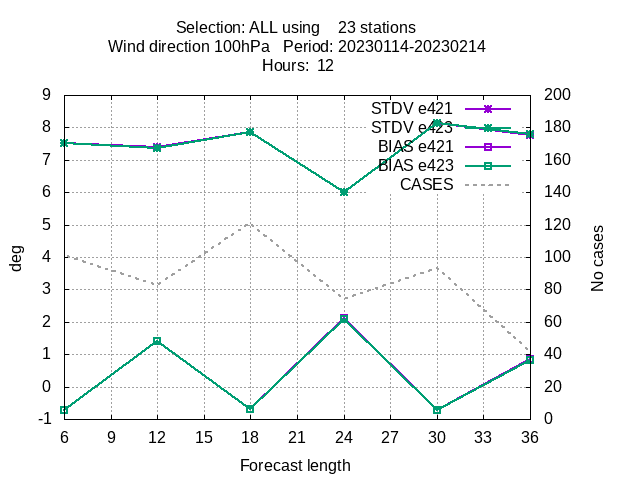 Selection: ALL using    23 stations
Wind direction 100hPa   Period: 20230114-20230214
Hours:  12
STDV e421
STDV e423
BIAS e421
BIAS e423
CASES
9
8
7
6
5
4
3
2
1
0
-1
200
180
160
140
120
100
80
60
40
20
0
deg
No cases
6 9 12 15 18 21 24 27 30 33 36
Forecast length